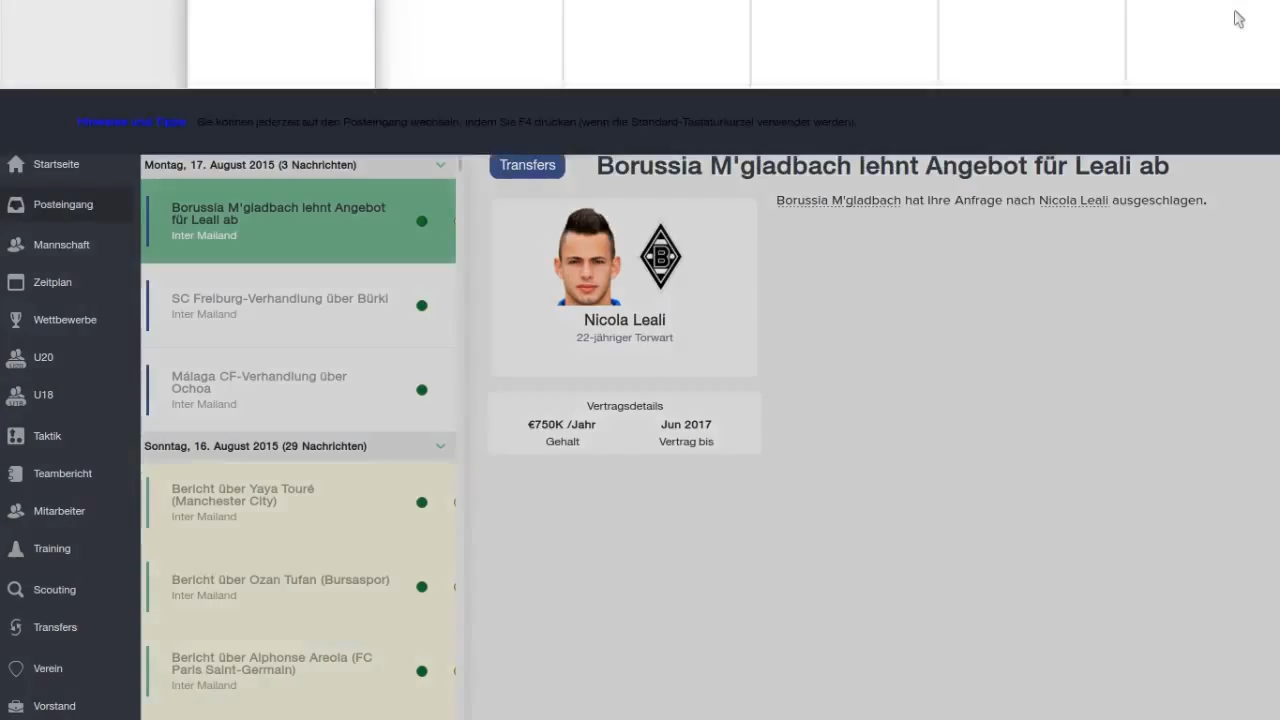 Hinweise und Tipps: Sie können jederzeit auf den Posteingang wechseln, indem Sie F4 drücken (wenn die Standard-Tastaturkürzel verwendet werden).
Startseite
Posteingang
Mannschaft
Zeitplan
Wettbewerbe
U20
U18
Taktik
Teambericht
Mitarbeiter
Training
Scouting
Transfers
Verein
Vorstand
Montag, 17. August 2015 (3 Nachrichten)
Borussia M'gladbach lehnt Angebot
für Leali ab
Inter Mailand
SC Freiburg-Verhandlung über Bürki
Inter Mailand
Málaga CF-Verhandlung über
Ochoa
Inter Mailand
Sonntag, 16. August 2015 (29 Nachrichten)
Bericht über Yaya Touré
(Manchester City)
Inter Mailand
Bericht über Ozan Tufan (Bursaspor)
Inter Mailand
Bericht über Alphonse Areola (FC
Paris Saint-Germain)
Inter Mailand
Transfers
Borussia M'gladbach lehnt Angebot für Leali ab
Borussia M'gladbach hat Ihre Anfrage nach Nicola Leali ausgeschlagen.
B
Nicola Leali
22-jähriger Torwart
Vertragsdetails
€750K /Jahr Jun 2017
Gehalt Vertrag bis